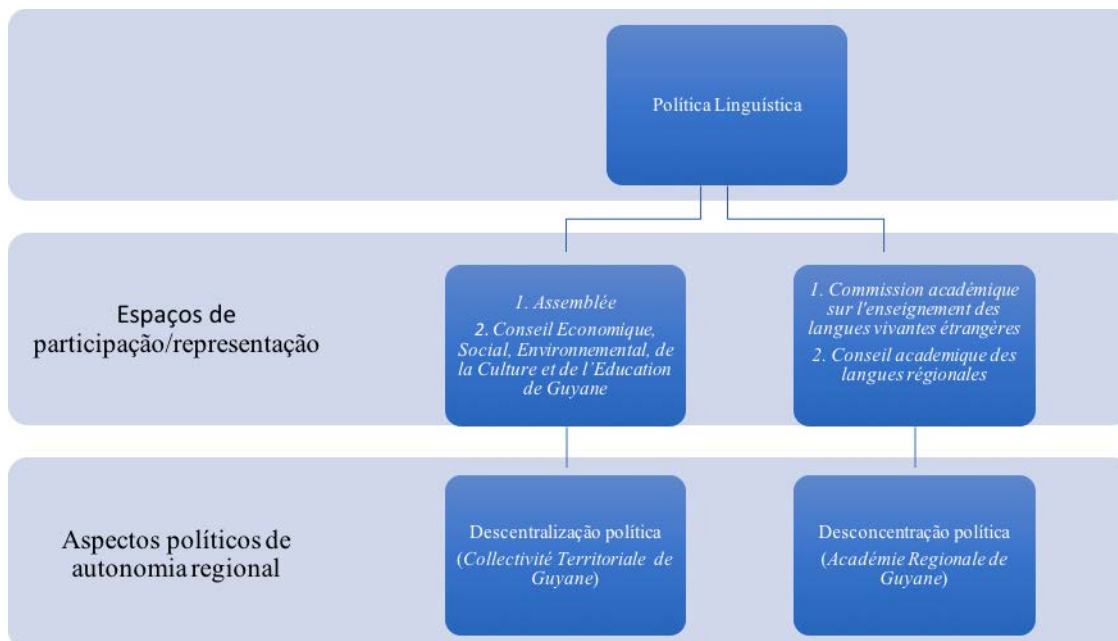 Política Linguística
Espaços de
participação/representação
1. Assemblée
2. Conseil Economique,
Social, Environnemental, de
la Culture et de l´Education
de Guyane
1. Commission académique
sur l'enseignement des
langues vivantes étrangères
2. Conseil academique des
langues régionales
Aspectos políticos de
autonomia regional
Descentralização política
(Collectivité Territoriale de
Guyane)
Desconcentração política
(Académie Regionale de
Guyane)